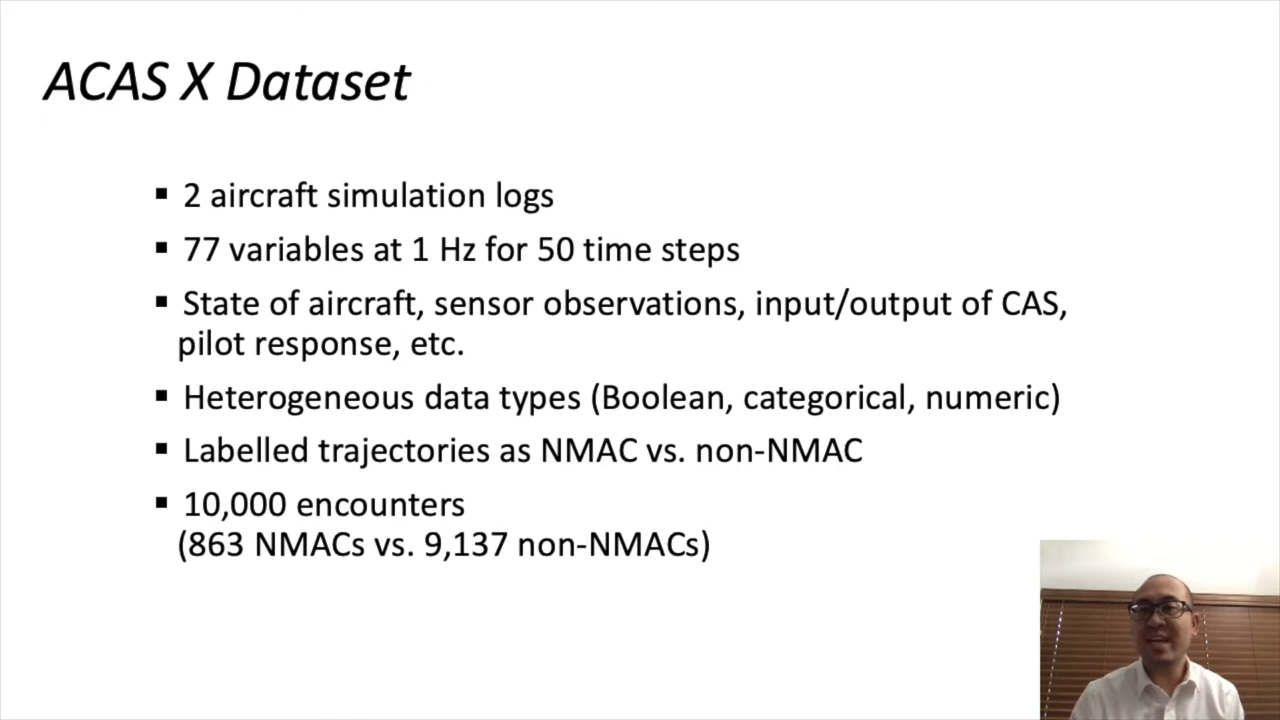 ACAS X Dataset
▪ 2 aircraft simulation logs
▪ 77 variables at 1 Hz for 50 time steps
▪ State of aircraft, sensor observations, input/output of CAS,
pilot response, etc.
▪ Heterogeneous data types (Boolean, categorical, numeric)
▪ Labelled trajectories as NMAC vs. non-NMAC
▪ 10,000 encounters
(863 NMACs vs. 9,137 non-NMACs)